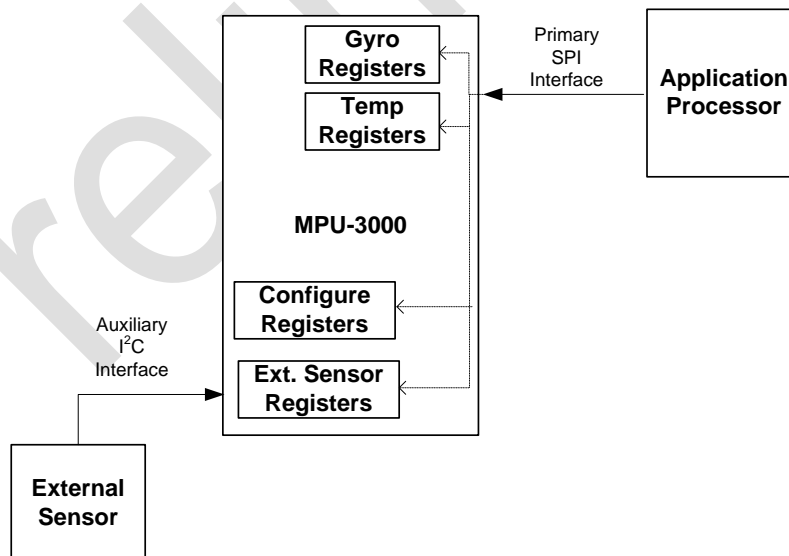 Gyro
Registers
Temp
Registers
MPU-3000
Configure
Registers
Ext. Sensor
Registers
Primary
SPI
Interface
Application
Processor
Auxiliary
I²C
Interface
External
Sensor